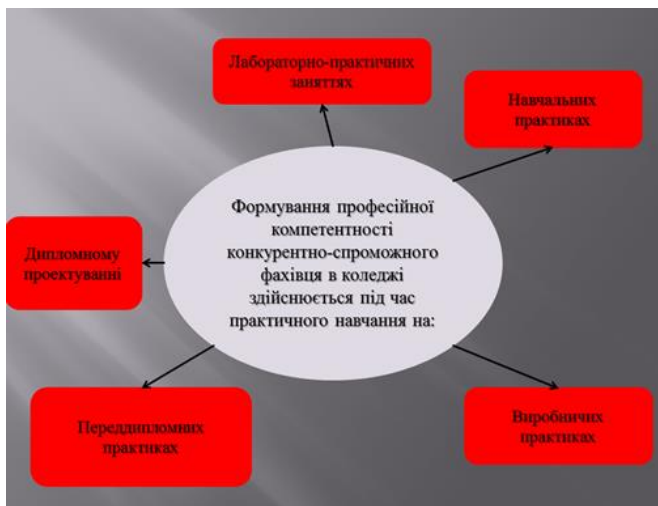 Лабораторно-практичних
заняттях
Навчальних
практиках
Формування професійної
компетентності
конкурентно-спроможного
фахівця в коледжі
здійснюється під час
практичного навчання на:
Дипломному
проектуванні
Переддипломних
практиках
Виробничих
практиках